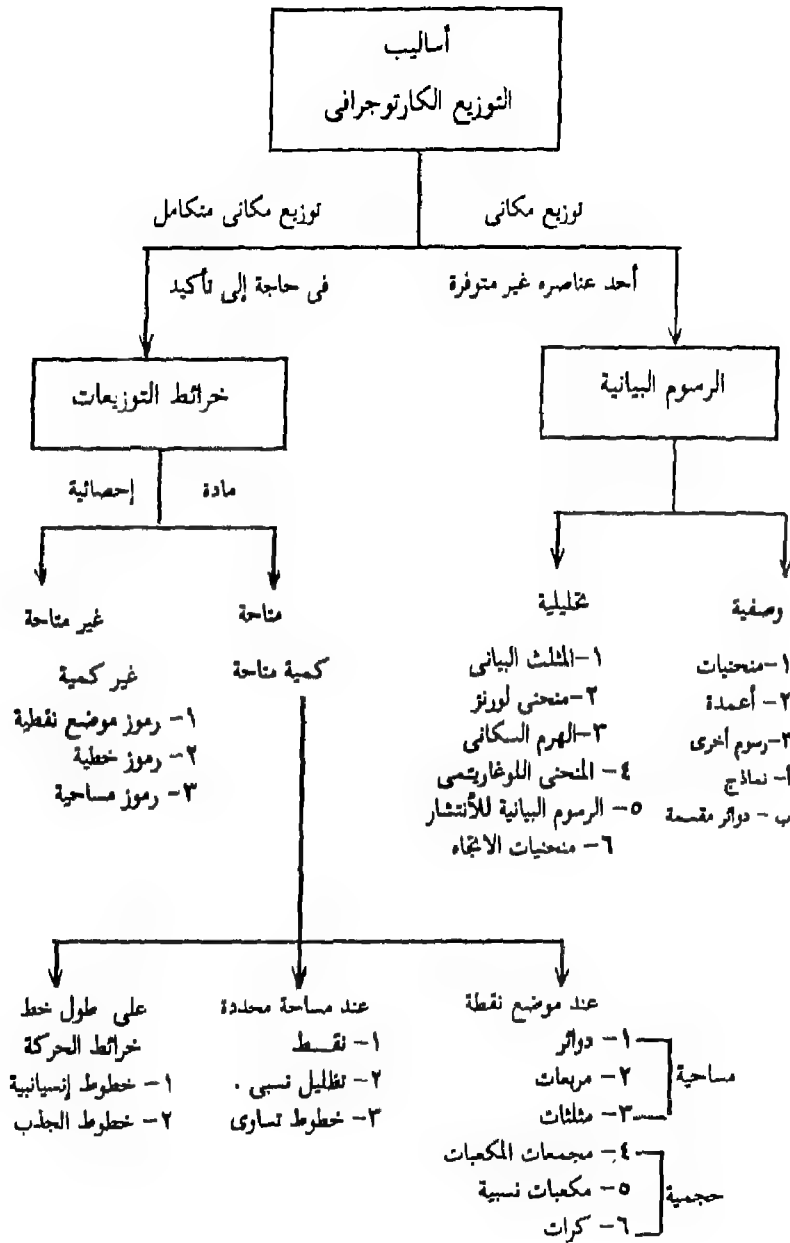 أساليب
التوزيع الكارتوجرافى
توزيع مكانى
توزيع مكانى متكامل
أحد عناصره غير متوفرة
فى حاجة إلى تأكيد
الرسوم البيانية
خرائط التوزيعات
مادة
إحصائية
وصفية
١- منحنيات
٢- أعمدة
٣- رسوم أخرى
أ- نماذج
ب - دوائر مقسمة
تحليلية
١- المثلث البيانى
٢- منحنى لورنز
٣- الهرم السكانى
٤- المنحنى اللوغاريتمى
٥- الرسوم البيانية للأنتشار
٦- منحنيات الاتجاه
متاحة
كمية متاحة
غير متاحة
غير كمية
١- رموز موضع نقطية
٢- رموز خطية
٣- رموز مساحية
عند موضع نقطة
١- دوائر
٢- مربعات
٣- مثلثات
مساحية
٤- مجمعات المكعبات
٥- مكعبات نسبية
٦- كرات
حجمية
عند مساحة محددة
١- نقـــط
٢- تظليل نسبى .
٣- خطوط تساوى
على طول خط
خرائط الحركة
١- خطوط إنسيابية
٢- خطوط الجذب